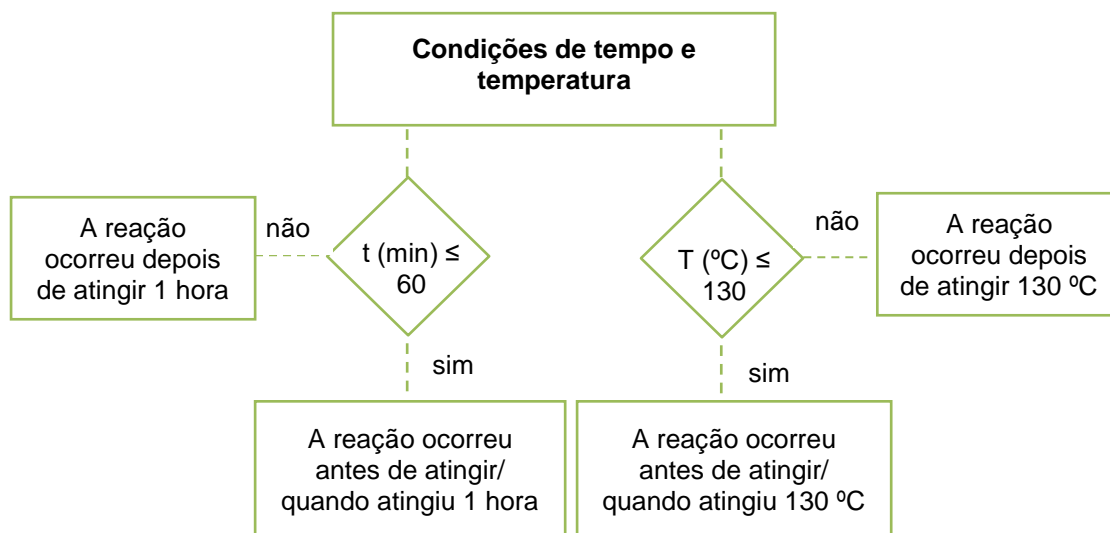 Condições de tempo e
temperatura
A reação
ocorreu depois
de atingir 1 hora
não
t (min) ≤
60
sim
A reação ocorreu
antes de atingir/
quando atingiu 1 hora
T (ºC) ≤
130
não
A reação
ocorreu depois
de atingir 130 ºC
sim
A reação ocorreu
antes de atingir/
quando atingiu 130 ºC